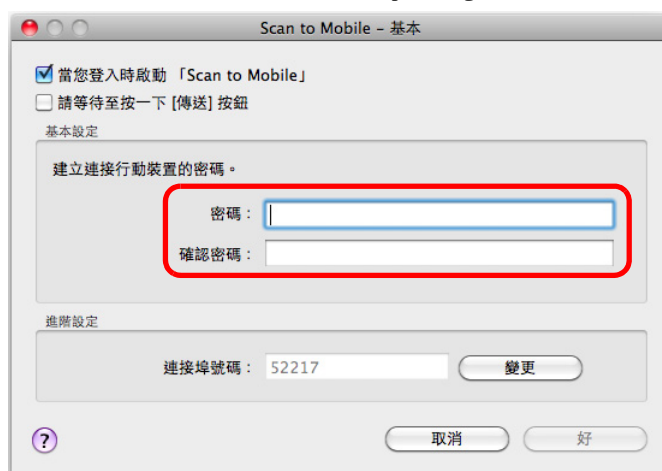 Scan to Mobile – 基本
當您登入時啟動 「Scan to Mobile」
請等待至按一下 [傳送] 按鈕
基本設定
建立連接行動裝置的密碼。
密碼：
確認密碼：
進階設定
連接埠號碼： 52217 變更
? 取消 好